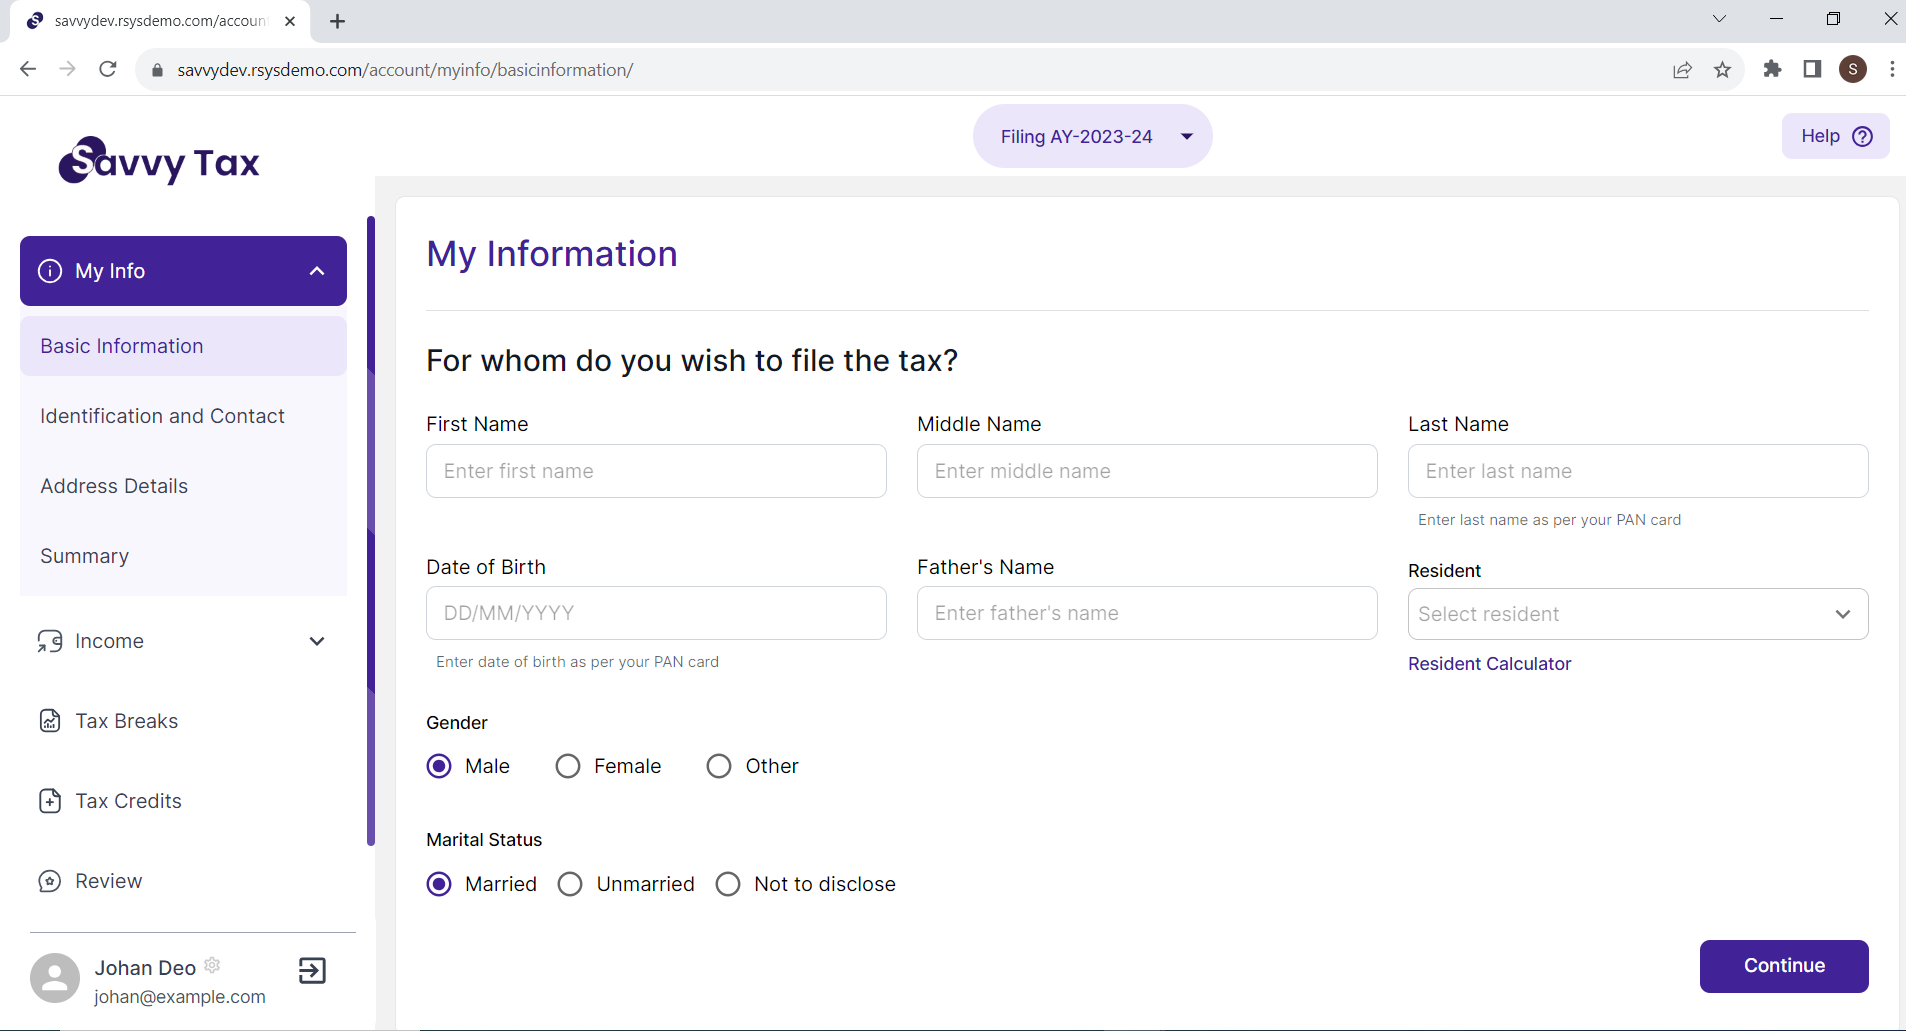 savvydev.rsysdemo.com/accoun
savvydev.rsysdemo.com/account/myinfo/basicinformation/
S
Savvy Tax
Filing AY-2023-24
Help
My Info
Basic Information
Identification and Contact
Address Details
Summary
Income
Tax Breaks
Tax Credits
Review
Johan Deo
johan@example.com
My Information
For whom do you wish to file the tax?
First Name Middle Name Last Name
Enter first name Enter middle name Enter last name
Enter last name as per your PAN card
Date of Birth Father's Name Resident
DD/MM/YYYY Enter father's name Select resident
Enter date of birth as per your PAN card Resident Calculator
Gender
Male Female Other
Marital Status
Married Unmarried Not to disclose
Continue